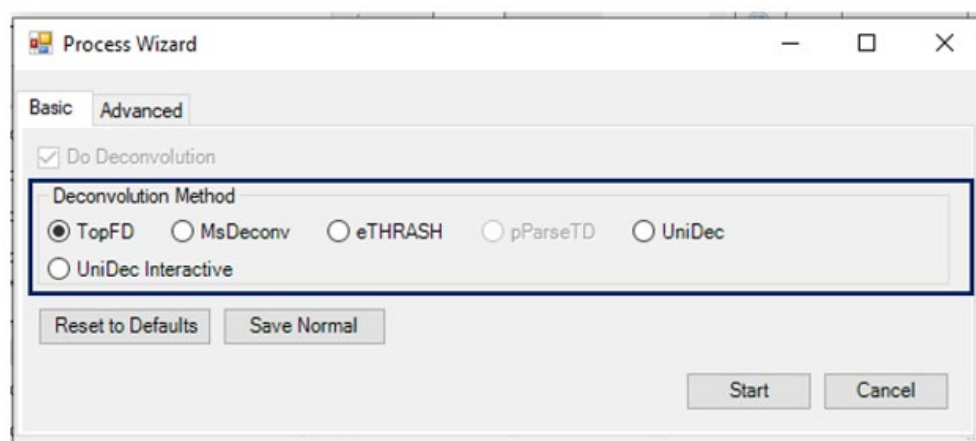 Process Wizard
Basic Advanced
Do Deconvolution
Deconvolution Method
TopFD MsDeconv eTHRASH pParseTD UniDec
UniDec Interactive
Reset to Defaults Save Normal
Start Cancel